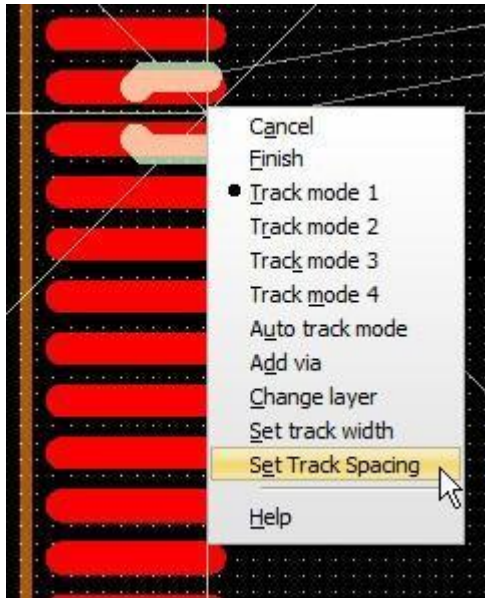 Cancel
Finish
Track mode 1
Track mode 2
Track mode 3
Track mode 4
Auto track mode
Add via
Change layer
Set track width
Set Track Spacing
Help